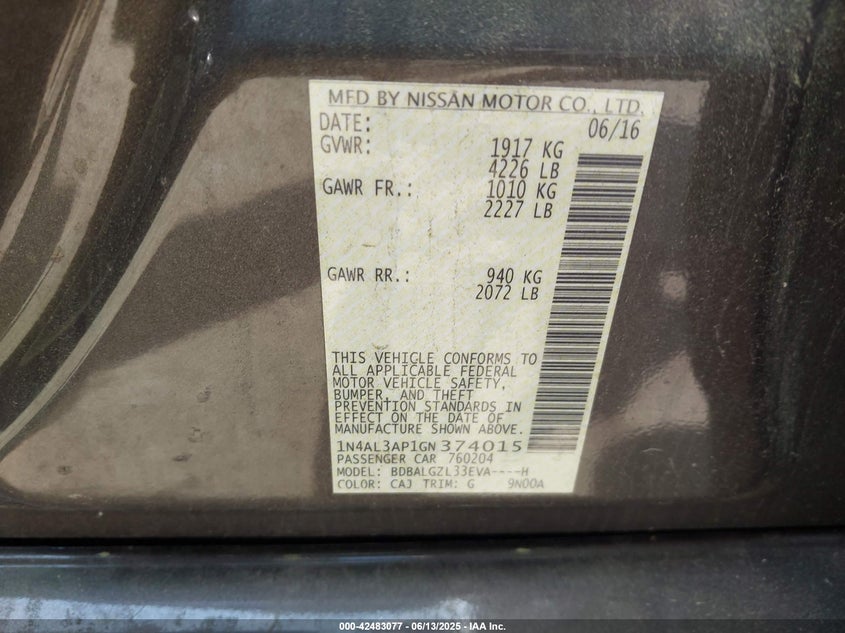 MFD BY NISSAN MOTOR CO., LTD.
DATE: 06/16
GVWR: 1917 KG
4226 LB
GAWR FR.: 1010 KG
2227 LB
GAWR RR.: 940 KG
2072 LB
THIS VEHICLE CONFORMS TO
ALL APPLICABLE FEDERAL
MOTOR VEHICLE SAFETY,
BUMPER, AND THEFT
PREVENTION STANDARDS IN
EFFECT ON THE DATE OF
MANUFACTURE SHOWN ABOVE.
1N4AL3AP1GN374015
PASSENGER CAR 760204
MODEL: BDBALGZL33EVA----H
COLOR: CAJ TRIM: G 9N00A
000-42483077 - 06/13/2025 - IAA Inc.